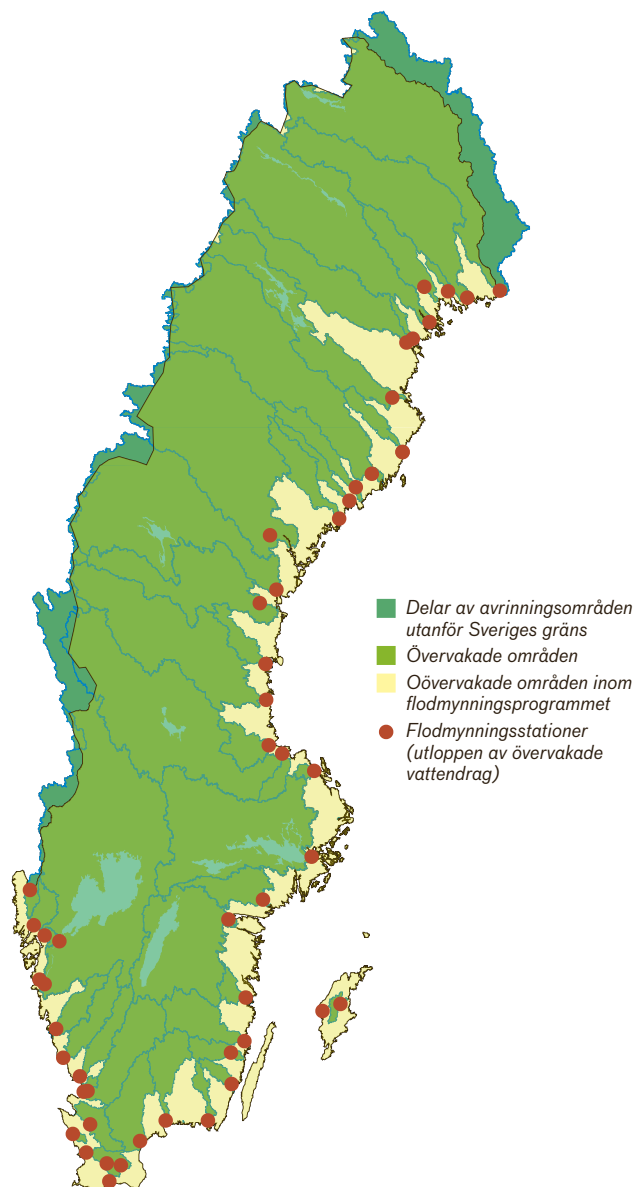 Delar av avrinningsområden
utanför Sveriges gräns
Övervakade områden
Oövervakade områden inom
flodmynningsprogrammet
Flodmynningsstationer
(utloppen av övervakade
vattendrag)